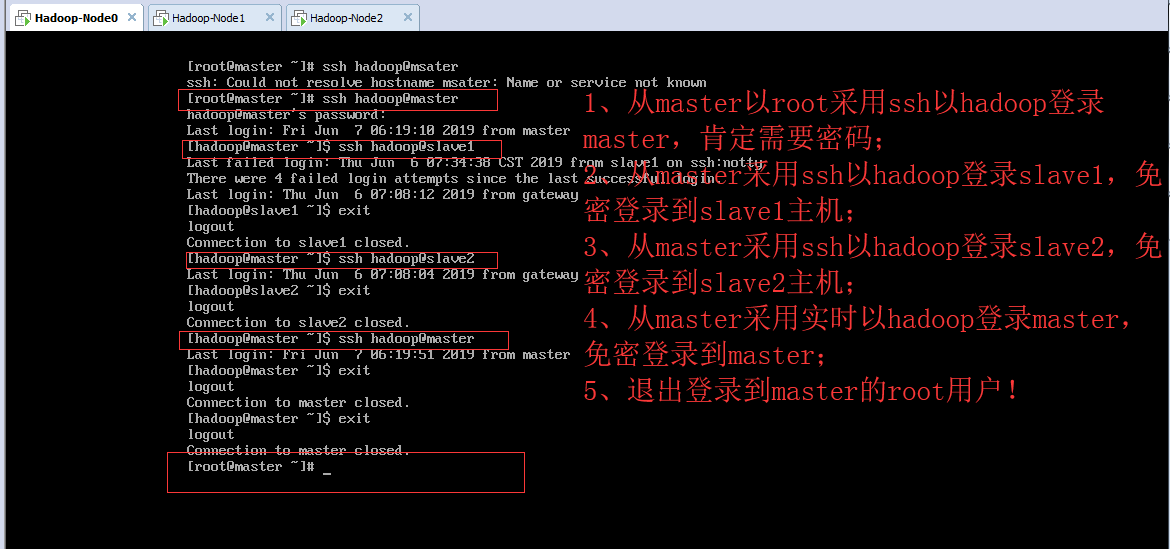 Hadoop-Node0 Hadoop-Node1 Hadoop-Node2
[root@master ~]# ssh hadoop@msater
ssh: Could not resolve hostname msater: Name or service not known
[root@master ~]# ssh hadoop@master
hadoop@master's password:
Last login: Fri Jun  7 06:19:10 2019 from master
[hadoop@master ~]$ ssh hadoop@slave1
Last failed login: Thu Jun  6 07:34:38 CST 2019 from slave1 on ssh:notty
There were 4 failed login attempts since the last successful login.
Last login: Thu Jun  6 07:08:12 2019 from gateway
[hadoop@slave1 ~]$ exit
logout
Connection to slave1 closed.
[hadoop@master ~]$ ssh hadoop@slave2
Last login: Thu Jun  6 07:08:04 2019 from gateway
[hadoop@slave2 ~]$ exit
logout
Connection to slave2 closed.
[hadoop@master ~]$ ssh hadoop@master
Last login: Fri Jun  7 06:19:51 2019 from master
[hadoop@master ~]$ exit
logout
Connection to master closed.
[hadoop@master ~]$ exit
logout
Connection to master closed.
[root@master ~]# _
1、从master以root采用ssh以hadoop登录
master，肯定需要密码；
2、从master采用ssh以hadoop登录slave1，免
密登录到slave1主机；
3、从master采用ssh以hadoop登录slave2，免
密登录到slave2主机；
4、从master采用实时以hadoop登录master，
免密登录到master；
5、退出登录到master的root用户！